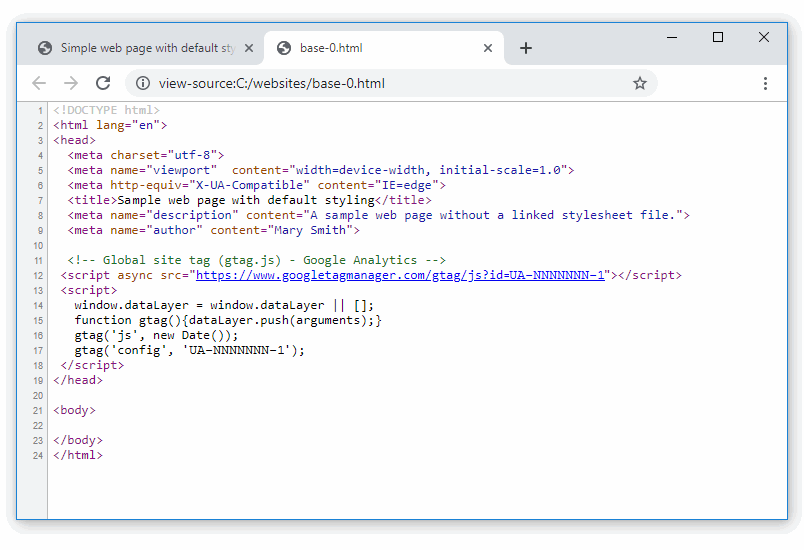 Simple web page with default sty
base-0.html
view-source:C:/websites/base-0.html
1 <!DOCTYPE html>
2 <html lang="en">
3 <head>
4 <meta charset="utf-8">
5 <meta name="viewport"  content="width=device-width, initial-scale=1.0">
6 <meta http-equiv="X-UA-Compatible" content="IE=edge">
7 <title>Sample web page with default styling</title>
8 <meta name="description" content="A sample web page without a linked stylesheet file.">
9 <meta name="author" content="Mary Smith">
10
11 <!-- Global site tag (gtag.js) - Google Analytics -->
12 <script async src="https://www.googletagmanager.com/gtag/js?id=UA-NNNNNNN-1"></script>
13 <script>
14 window.dataLayer = window.dataLayer || [];
15 function gtag(){dataLayer.push(arguments);}
16 gtag('js', new Date());
17 gtag('config', 'UA-NNNNNNN-1');
18 </script>
19 </head>
20
21 <body>
22
23 </body>
24 </html>